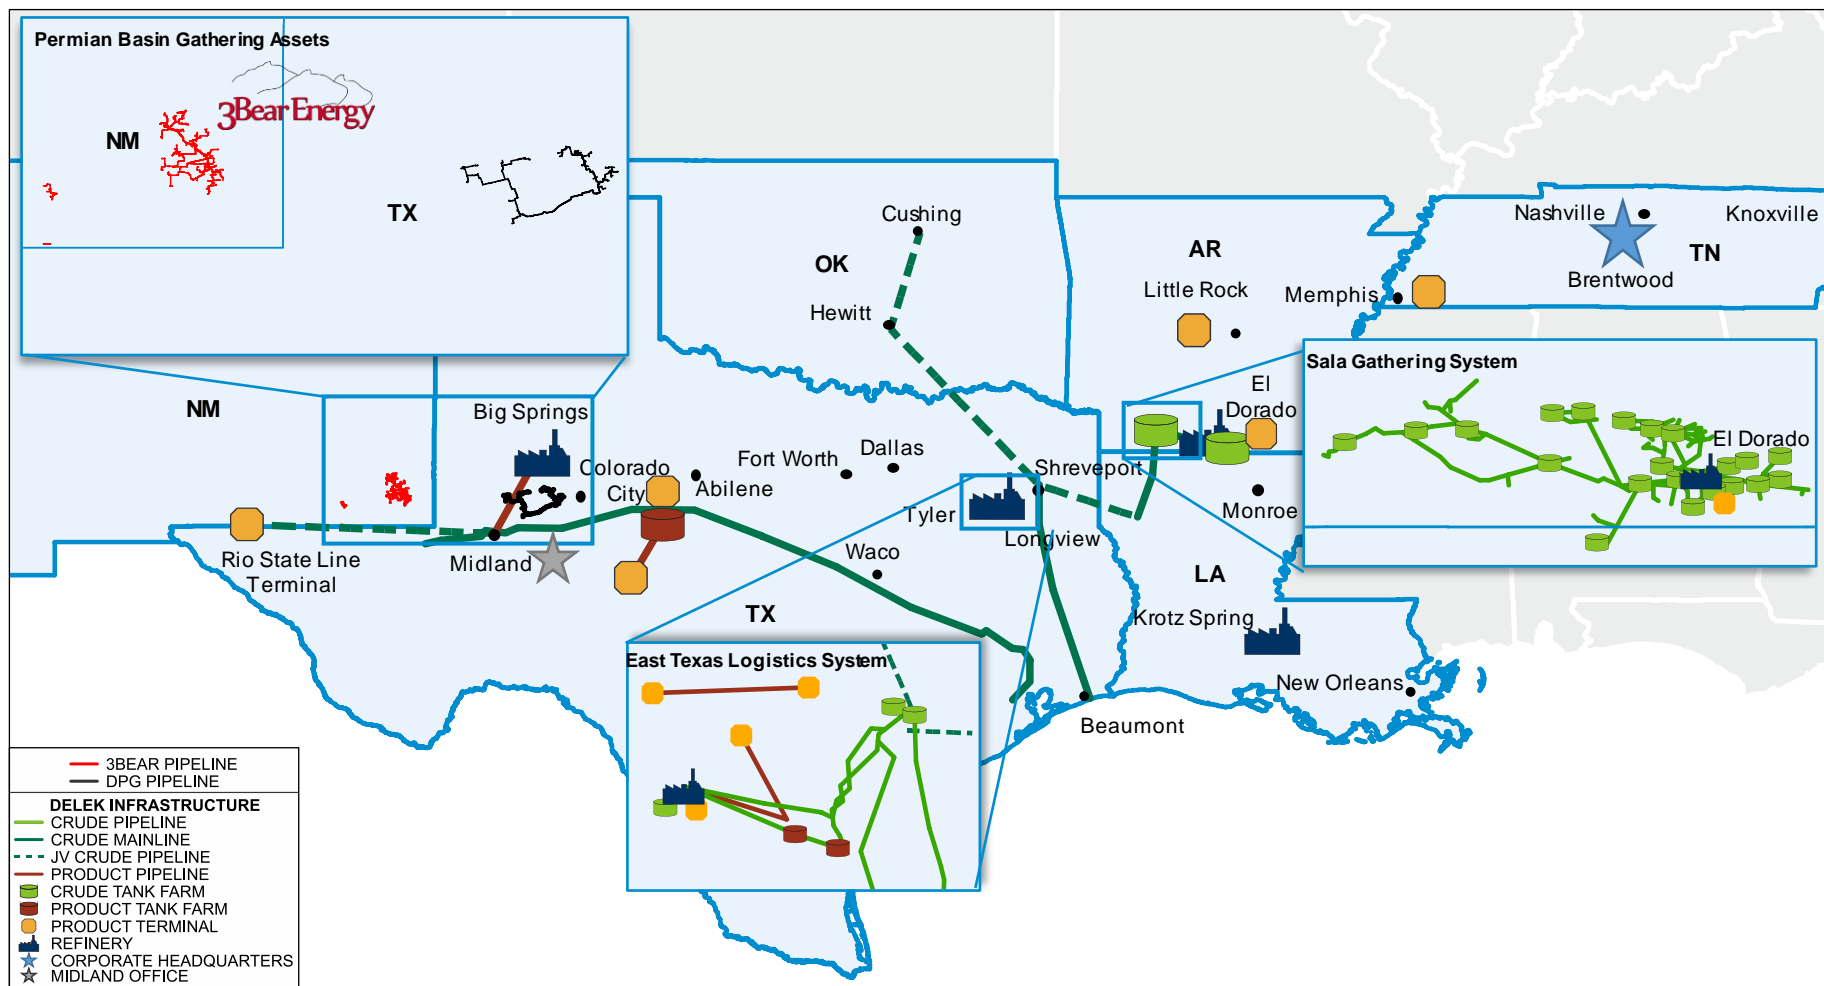 Permian Basin Gathering Assets
3Bear Energy
NM
TX
Cushing
OK
Hewitt
AR
Little Rock
Memphis
Nashville
Knoxville
TN
Brentwood
Sala Gathering System
El Dorado
El
Dorado
NM
Big Springs
Colorado
City
Abilene
Fort Worth
Dallas
Shreveport
Tyler
Longview
Monroe
Rio State Line
Terminal
Midland
Waco
TX
LA
Krotz Spring
New Orleans
Beaumont
East Texas Logistics System
3BEAR PIPELINE
DPG PIPELINE
DELEK INFRASTRUCTURE
CRUDE PIPELINE
CRUDE MAINLINE
JV CRUDE PIPELINE
PRODUCT PIPELINE
CRUDE TANK FARM
PRODUCT TANK FARM
PRODUCT TERMINAL
REFINERY
CORPORATE HEADQUARTERS
MIDLAND OFFICE